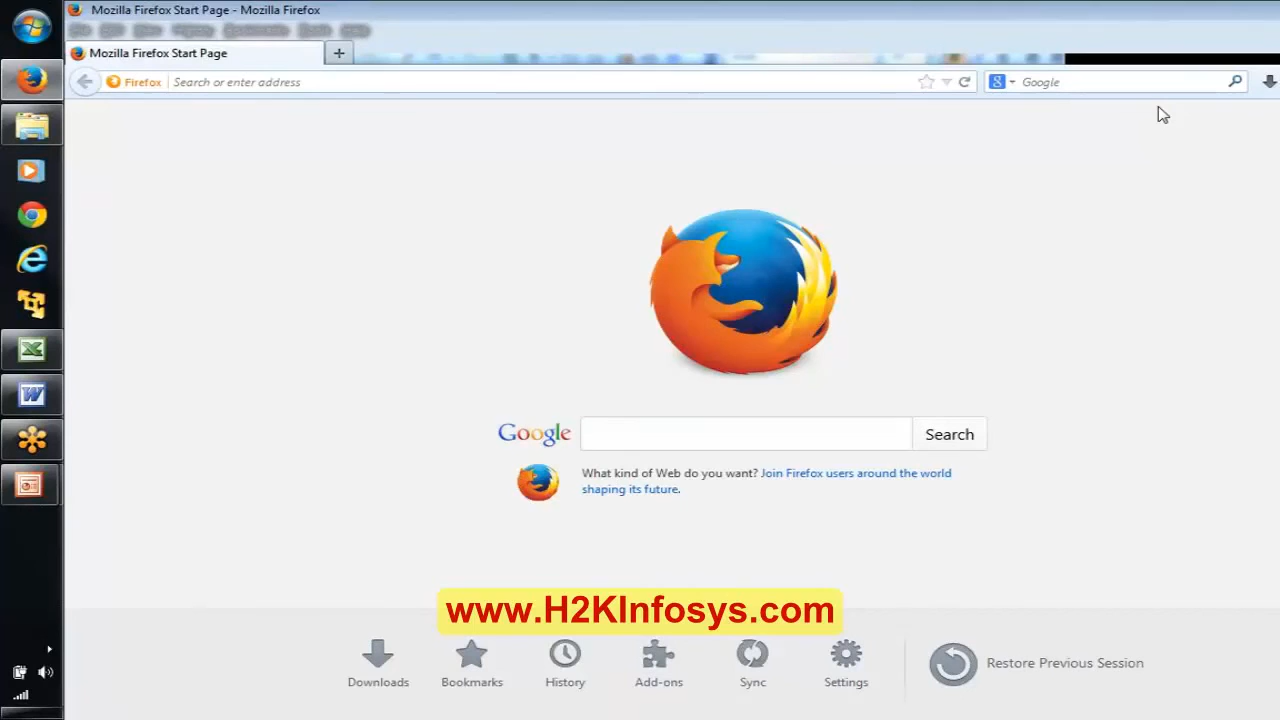 Mozilla Firefox Start Page - Mozilla Firefox
Mozilla Firefox Start Page
+
Firefox Search or enter address
8 Google
Google
Search
What kind of Web do you want? Join Firefox users around the world
shaping its future.
www.H2KInfosys.com
Downloads
Bookmarks
History
Add-ons
Sync
Settings
Restore Previous Session